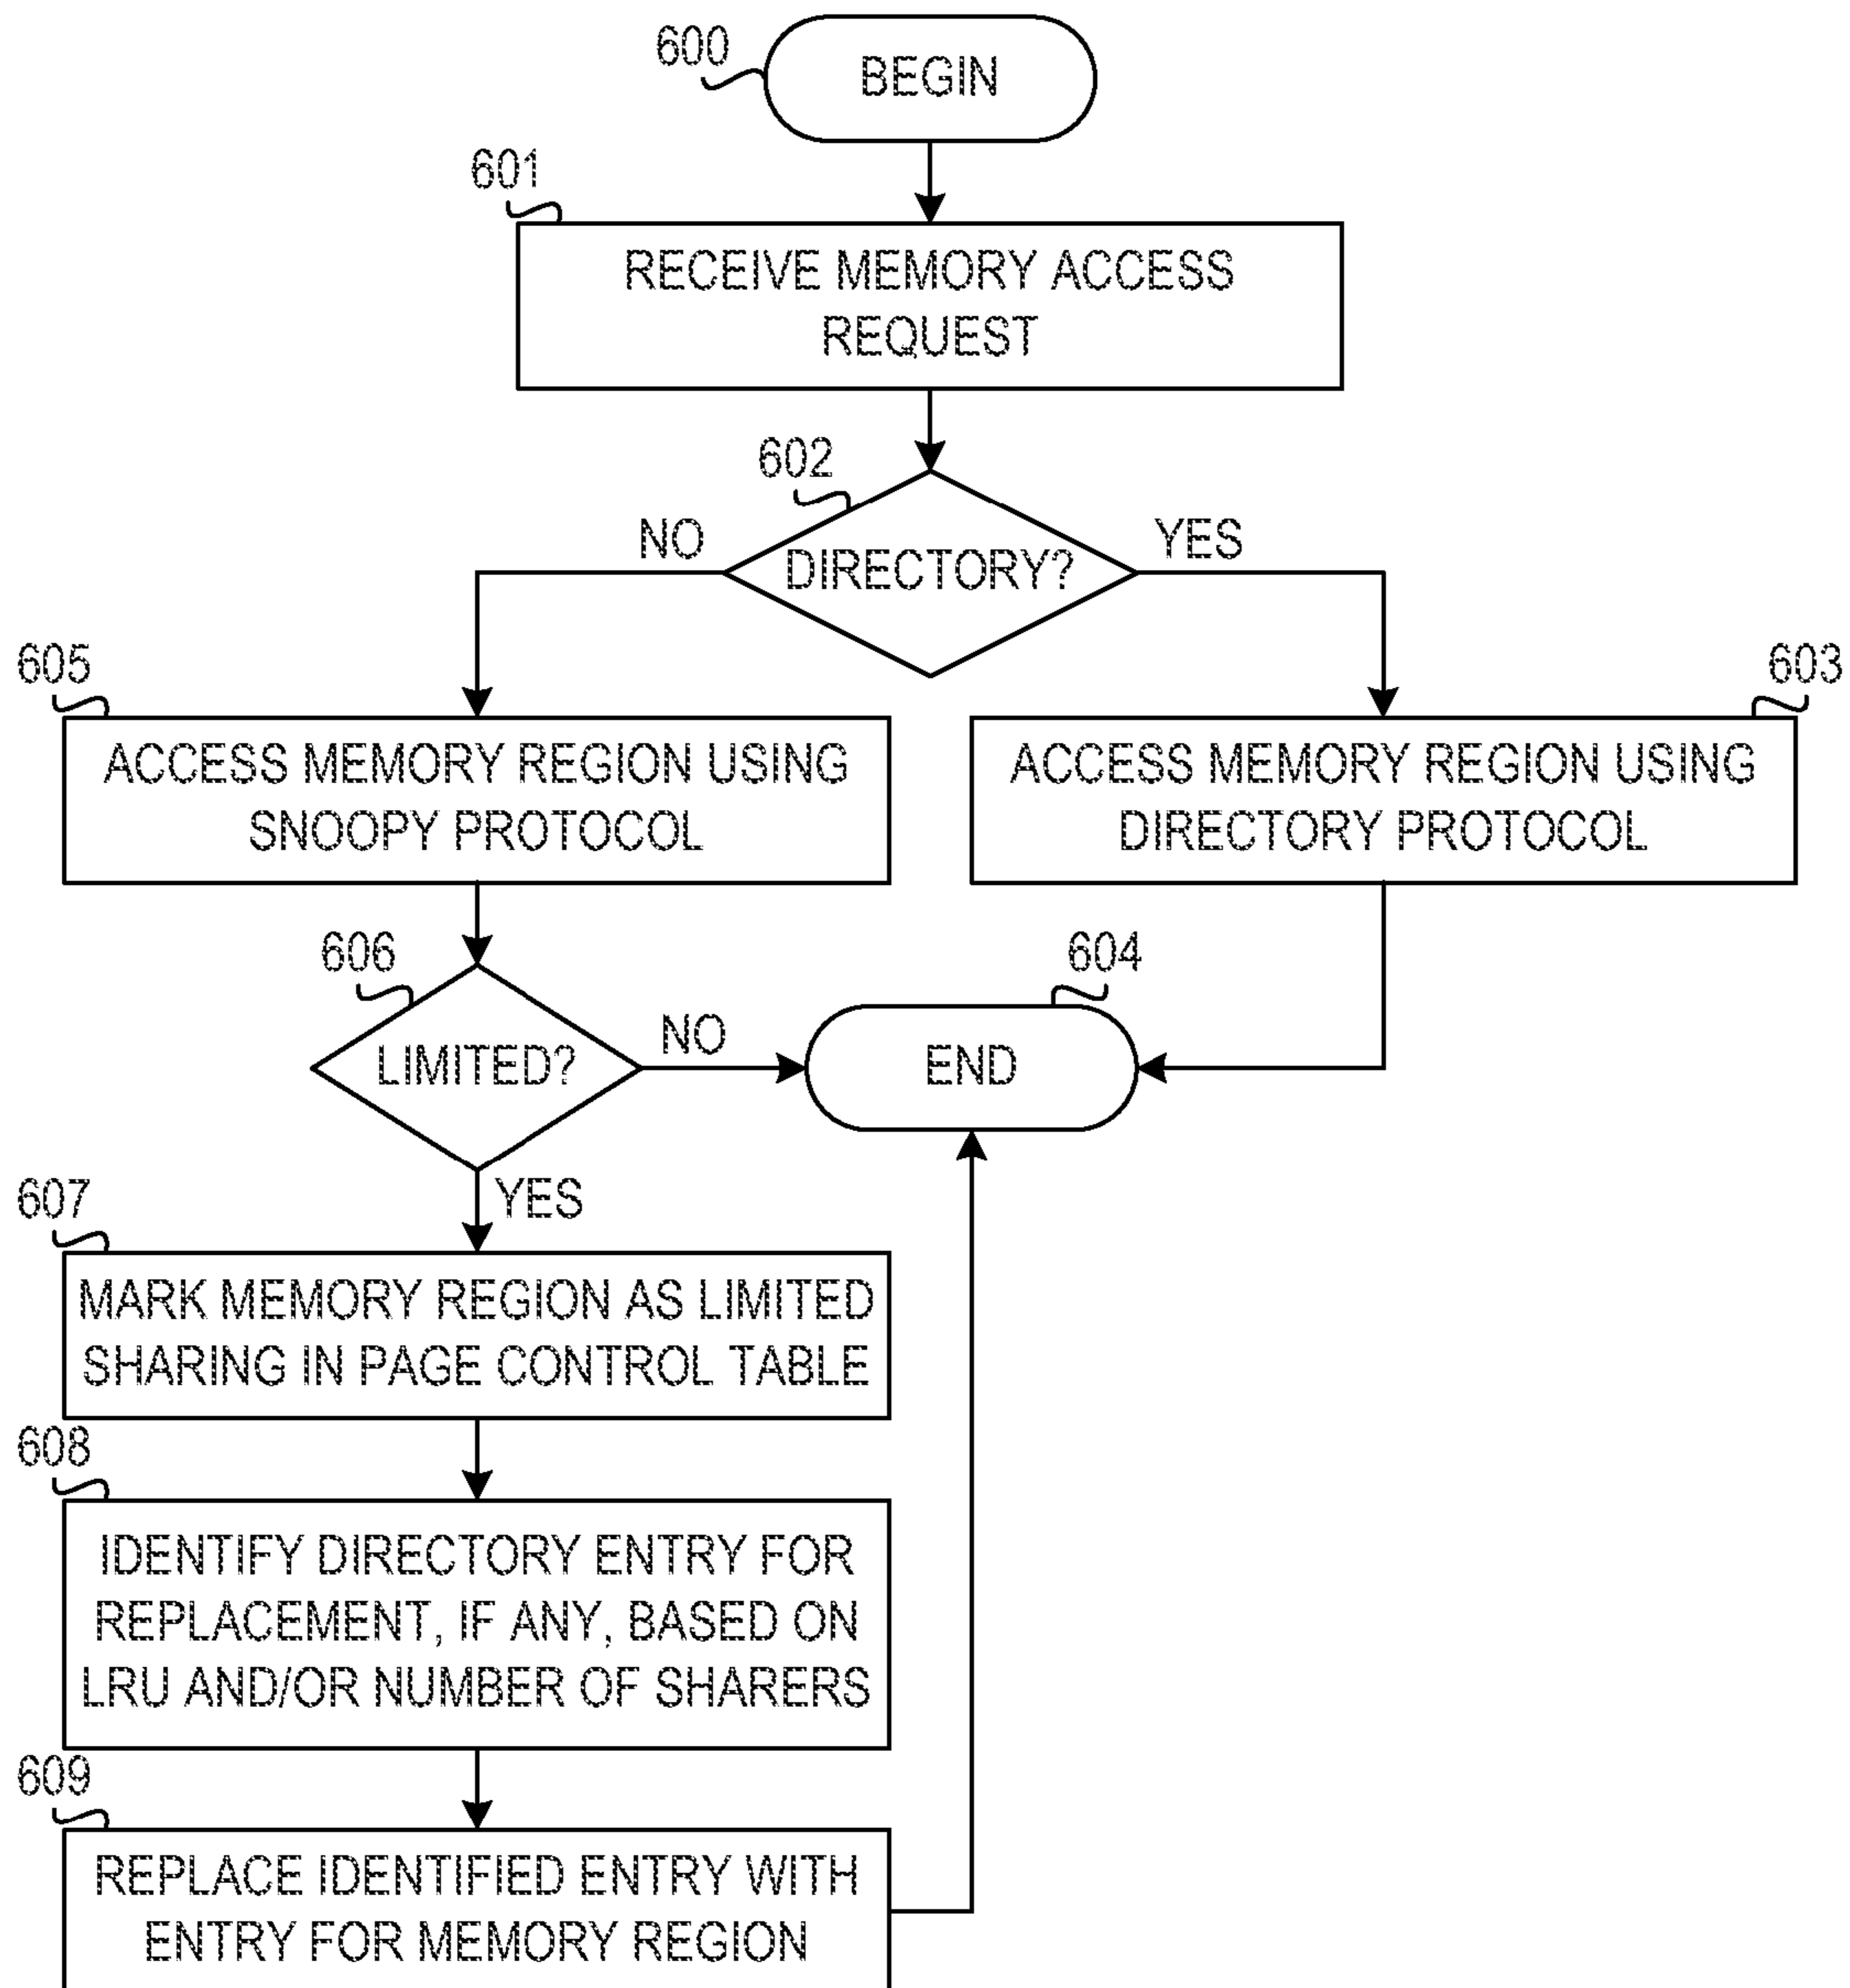 600
BEGIN
601
RECEIVE MEMORY ACCESS
REQUEST
602
NO
DIRECTORY?
YES
605
ACCESS MEMORY REGION USING
SNOOPY PROTOCOL
603
ACCESS MEMORY REGION USING
DIRECTORY PROTOCOL
606
LIMITED?
NO
604
END
YES
607
MARK MEMORY REGION AS LIMITED
SHARING IN PAGE CONTROL TABLE
608
IDENTIFY DIRECTORY ENTRY FOR
REPLACEMENT, IF ANY, BASED ON
LRU AND/OR NUMBER OF SHARERS
609
REPLACE IDENTIFIED ENTRY WITH
ENTRY FOR MEMORY REGION